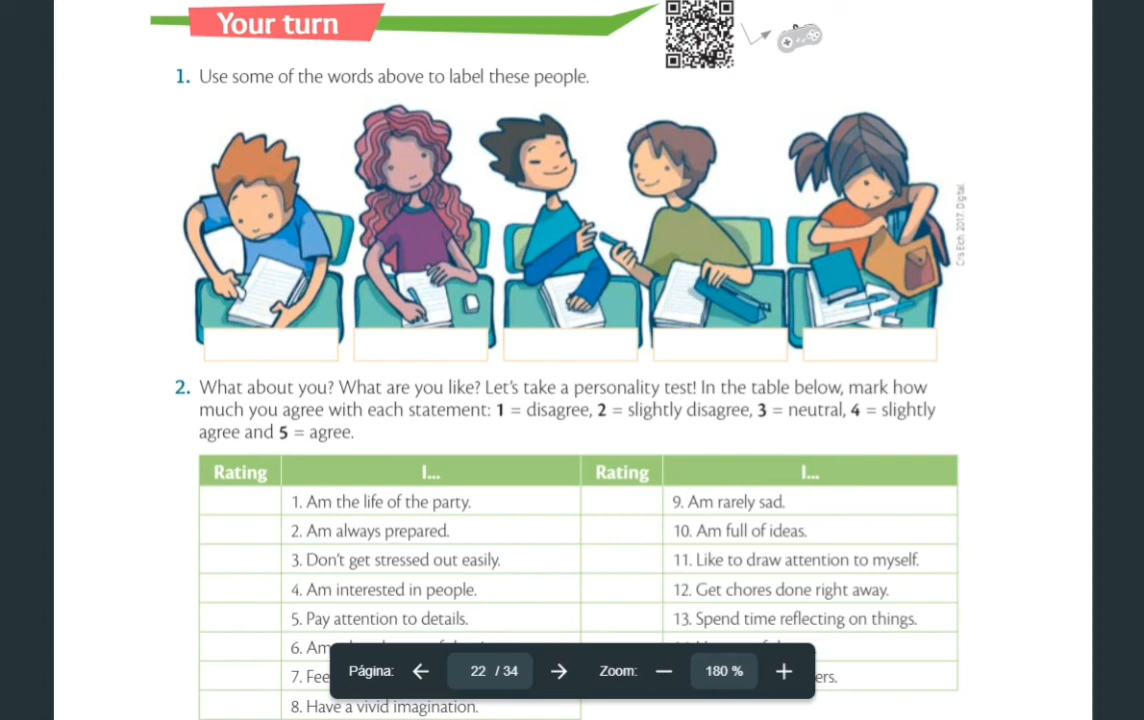 Your turn
1. Use some of the words above to label these people.
Cris Eich. 2017. Digital.
2. What about you? What are you like? Let's take a personality test! In the table below, mark how
much you agree with each statement: 1 = disagree, 2 = slightly disagree, 3 = neutral, 4 = slightly
agree and 5 = agree.
Rating I... Rating I...
1. Am the life of the party. 9. Am rarely sad.
2. Am always prepared. 10. Am full of ideas.
3. Don't get stressed out easily. 11. Like to draw attention to myself.
4. Am interested in people. 12. Get chores done right away.
5. Pay attention to details. 13. Spend time reflecting on things.
6. Am
7. Fee ers.
Página: 22 / 34 Zoom: 180 %
8. Have a vivid imagination.